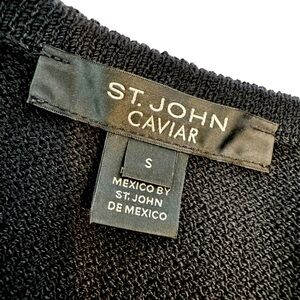 ST. JOHN
CAVIAR
S
MEXICO BY
ST. JOHN
DE MEXICO